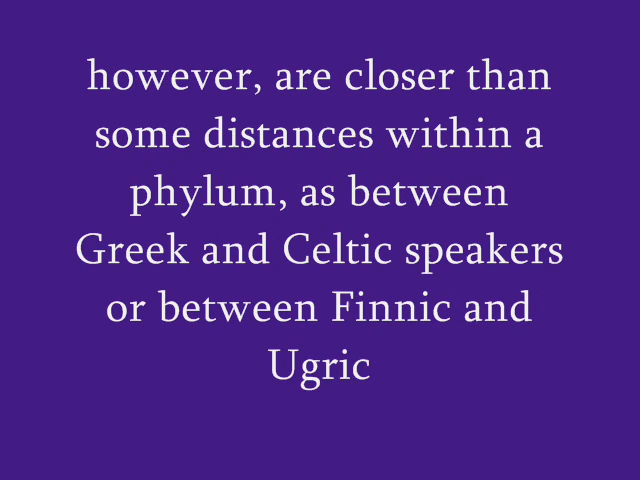 however, are closer than
some distances within a
phylum, as between
Greek and Celtic speakers
or between Finnic and
Ugric